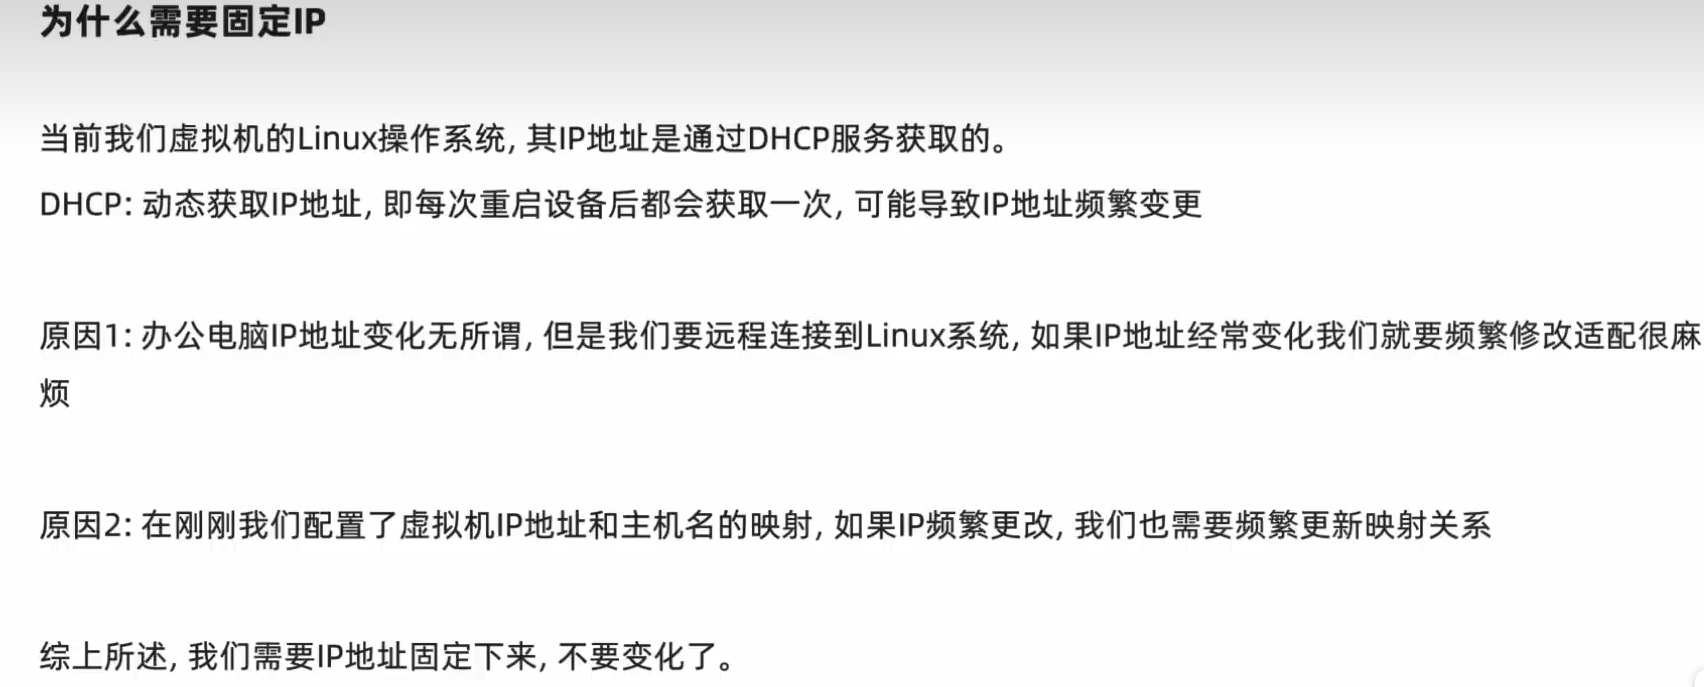 为什么需要固定IP
当前我们虚拟机的Linux操作系统, 其IP地址是通过DHCP服务获取的。
DHCP: 动态获取IP地址, 即每次重启设备后都会获取一次, 可能导致IP地址频繁变更
原因1: 办公电脑IP地址变化无所谓, 但是我们要远程连接到Linux系统, 如果IP地址经常变化我们就要频繁修改适配很麻
烦
原因2: 在刚刚我们配置了虚拟机IP地址和主机名的映射, 如果IP频繁更改, 我们也需要频繁更新映射关系
综上所述, 我们需要IP地址固定下来, 不要变化了。